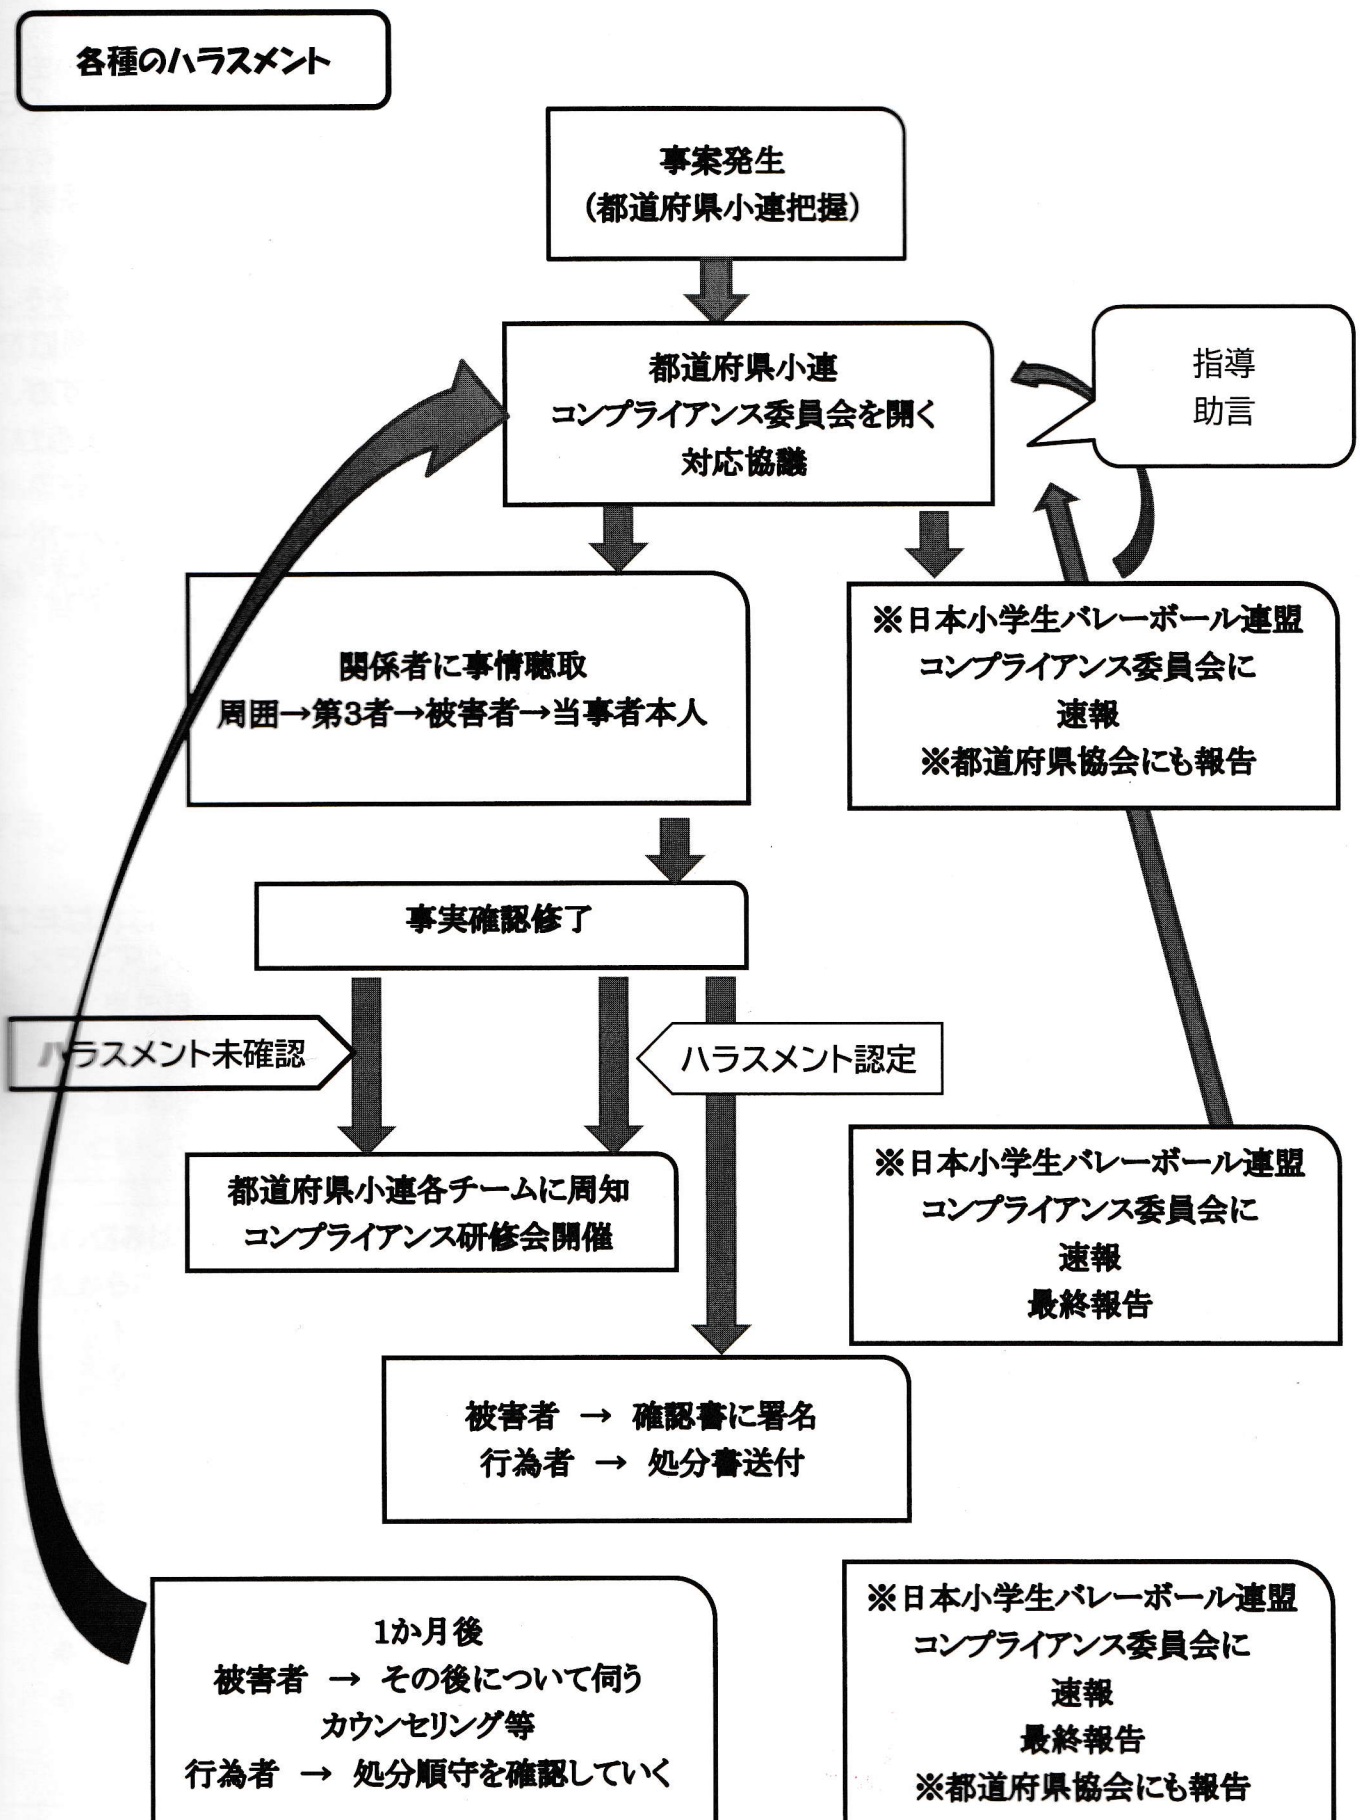 各種のハラスメント
事案発生
(都道府県小連把握)
都道府県小連
コンプライアンス委員会を開く
対応協議
指導
助言
関係者に事情聴取
周囲→第3者→被害者→当事者本人
※日本小学生バレーボール連盟
コンプライアンス委員会に
速報
※都道府県協会にも報告
事実確認修了
ハラスメント未確認
ハラスメント認定
都道府県小連各チームに周知
コンプライアンス研修会開催
※日本小学生バレーボール連盟
コンプライアンス委員会に
速報
最終報告
被害者 → 確認書に署名
行為者 → 処分書送付
1か月後
被害者 → その後について伺う
カウンセリング等
行為者 → 処分順守を確認していく
※日本小学生バレーボール連盟
コンプライアンス委員会に
速報
最終報告
※都道府県協会にも報告